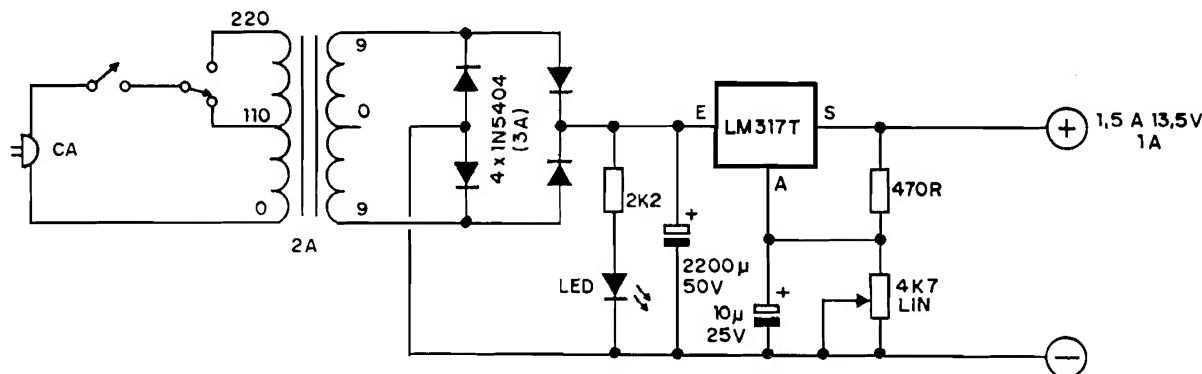 220
110
0
CA
2A
9
0
9
4 x 1N5404
(3A)
2K2
LED
+
2200µ
50V
E
LM317T
S
A
+
10µ
25V
470R
4K7
LIN
+
1,5 A 13,5V
1A
−